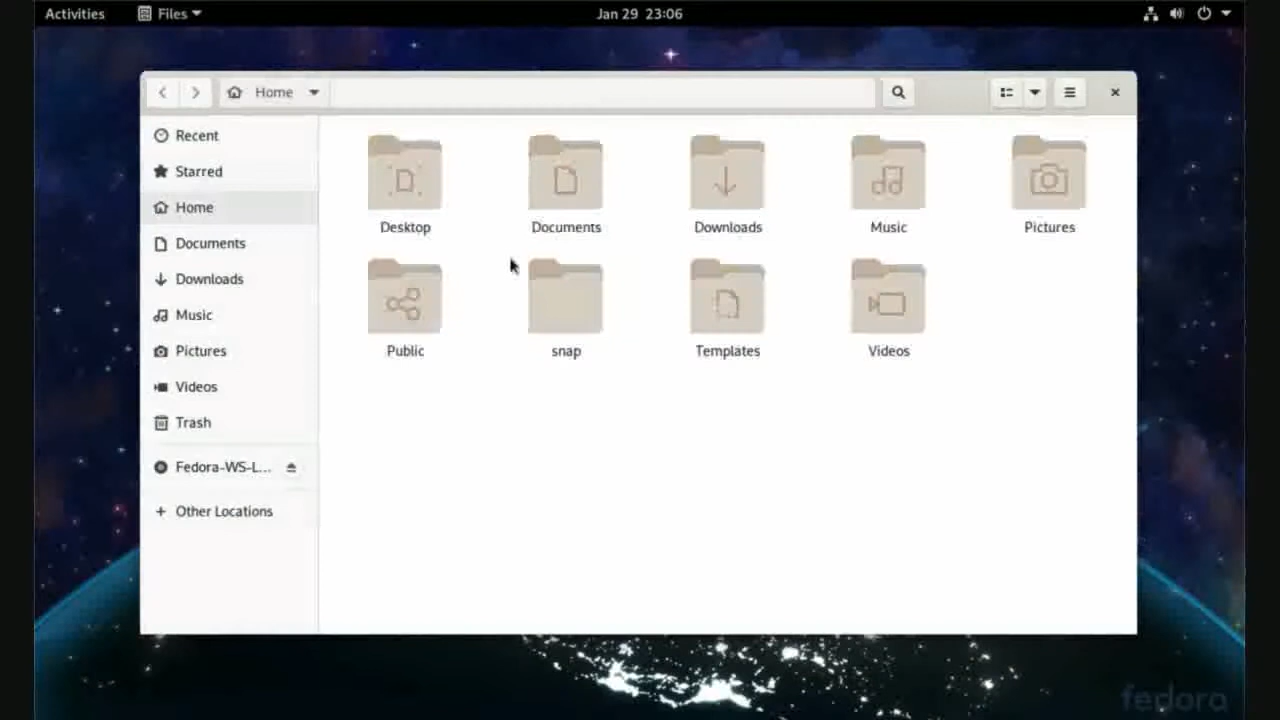 Activities Files Jan 29 23:06
Home
Recent
Starred
Home
Documents
Downloads
Music
Pictures
Videos
Trash
Fedora-WS-L...
Other Locations
Desktop Documents Downloads Music Pictures
Public snap Templates Videos
fedora